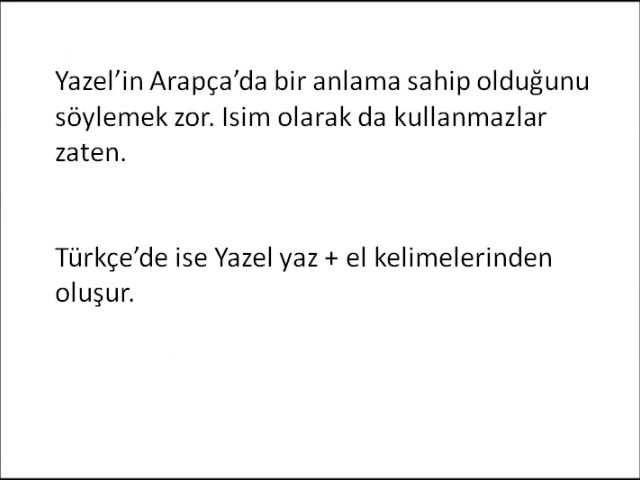 Yazel’in Arapça’da bir anlama sahip olduğunu
söylemek zor. Isim olarak da kullanmazlar
zaten.
Türkçe’de ise Yazel yaz + el kelimelerinden
oluşur.